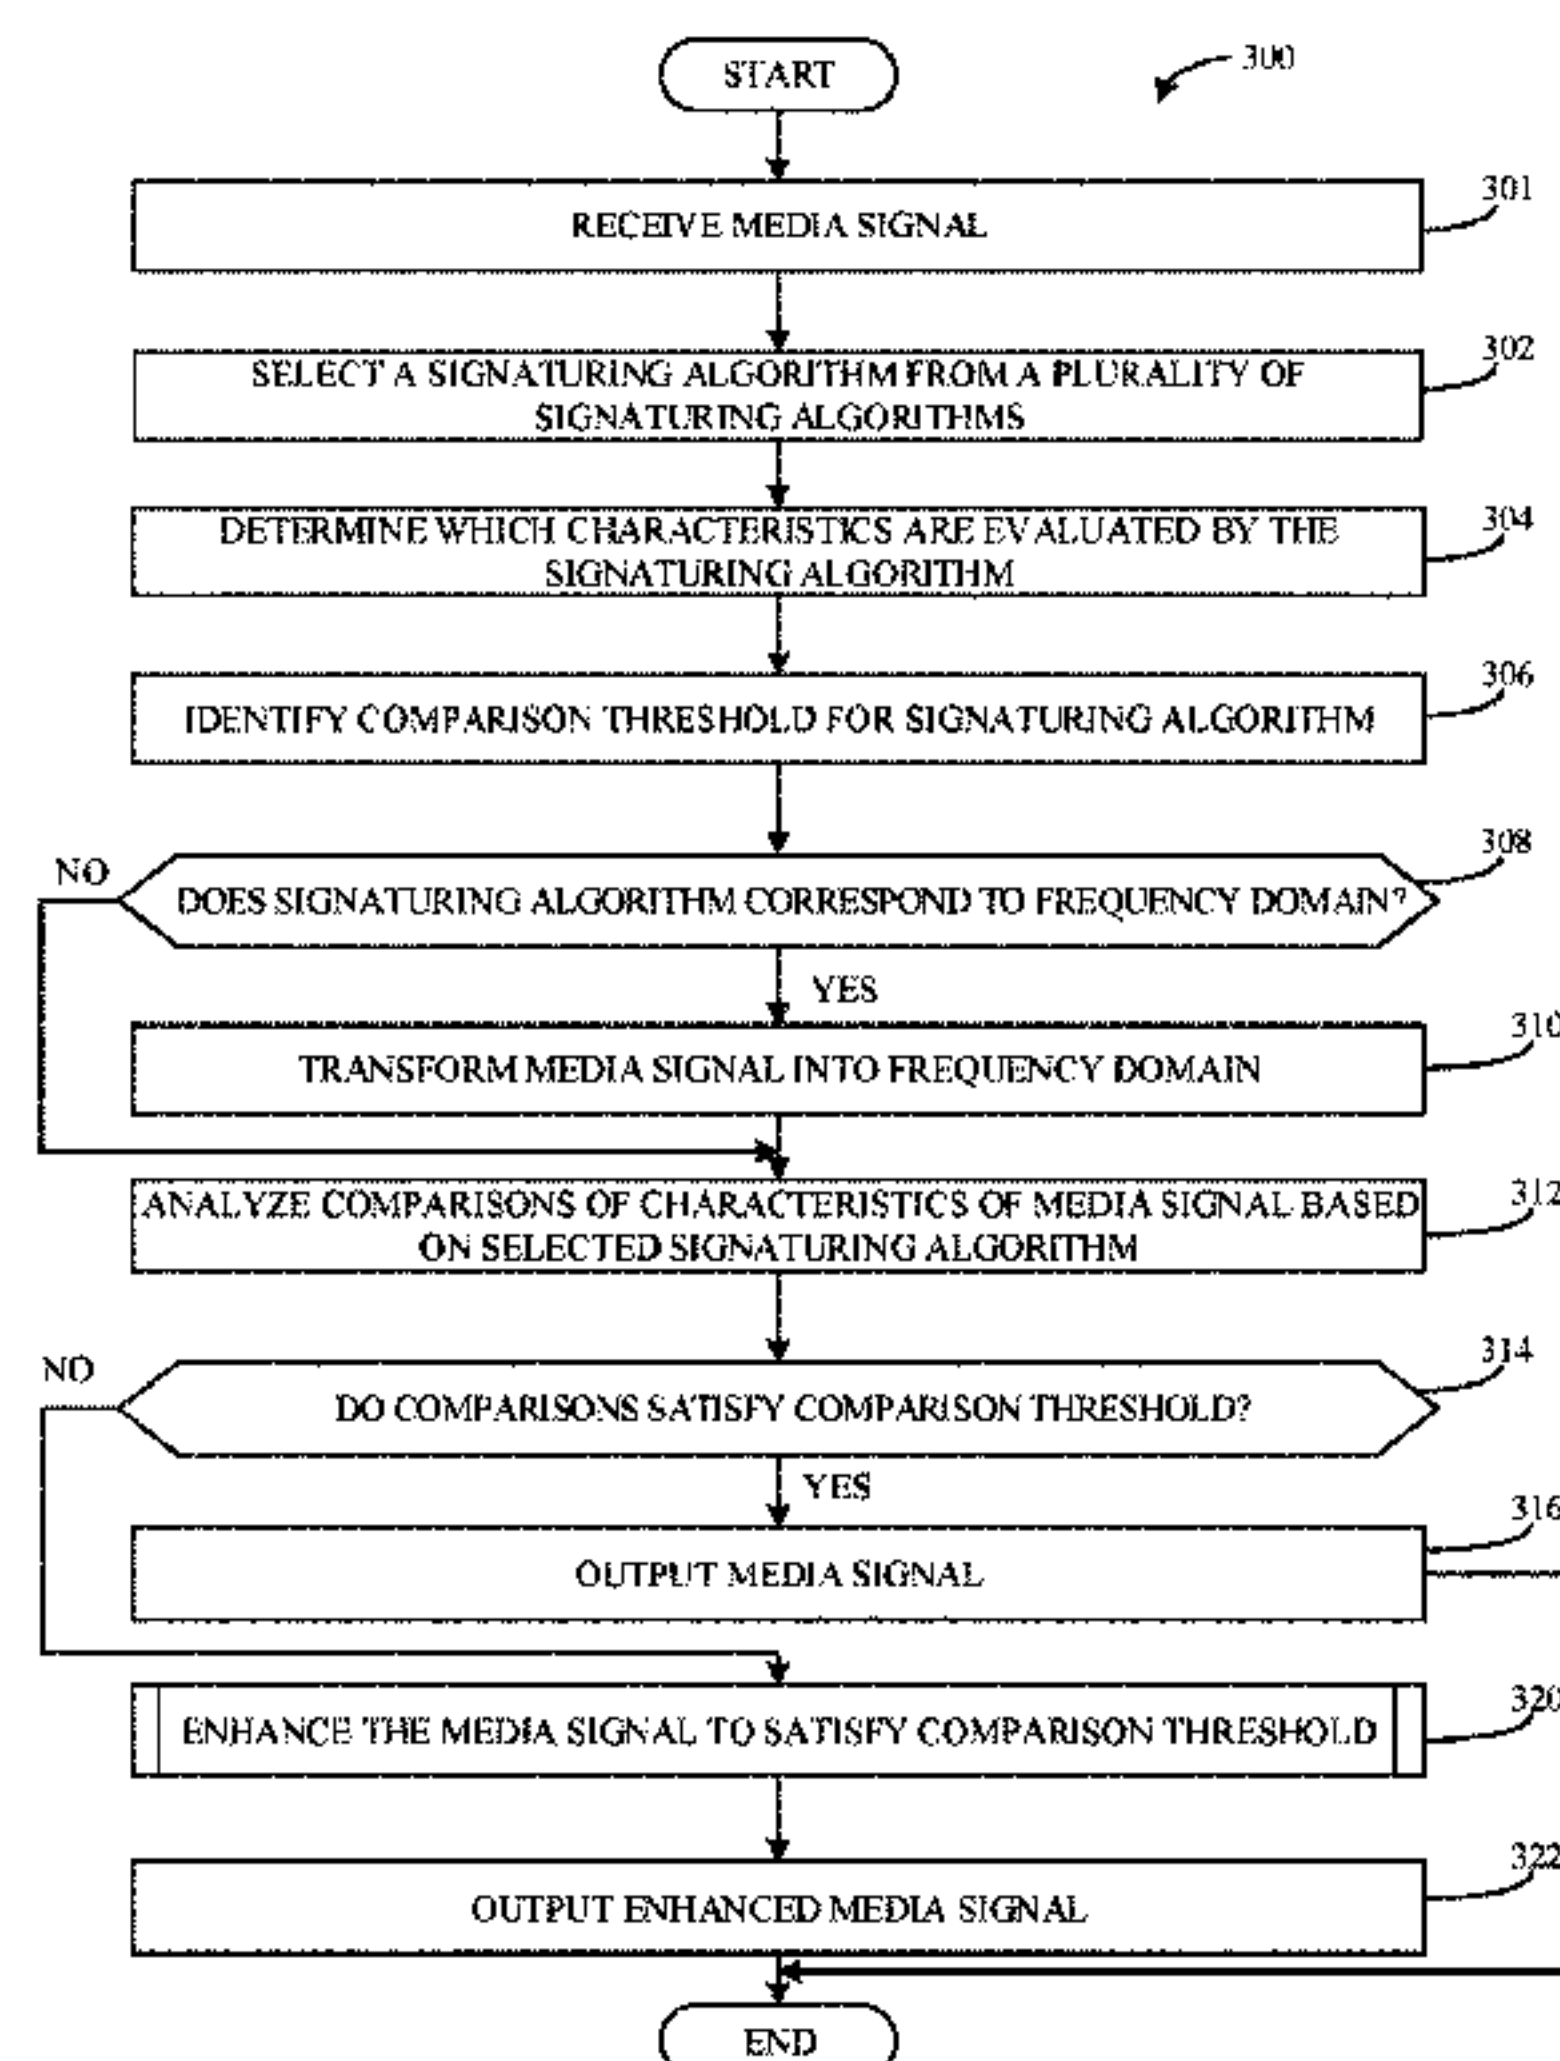 START
300
RECEIVE MEDIA SIGNAL
301
SELECT A SIGNATURING ALGORITHM FROM A PLURALITY OF
SIGNATURING ALGORITHMS
302
DETERMINE WHICH CHARACTERISTICS ARE EVALUATED BY THE
SIGNATURING ALGORITHM
304
IDENTIFY COMPARISON THRESHOLD FOR SIGNATURING ALGORITHM
306
NO
DOES SIGNATURING ALGORITHM CORRESPOND TO FREQUENCY DOMAIN?
308
YES
TRANSFORM MEDIA SIGNAL INTO FREQUENCY DOMAIN
310
ANALYZE COMPARISONS OF CHARACTERISTICS OF MEDIA SIGNAL BASED
ON SELECTED SIGNATURING ALGORITHM
312
NO
DO COMPARISONS SATISFY COMPARISON THRESHOLD?
314
YES
OUTPUT MEDIA SIGNAL
316
ENHANCE THE MEDIA SIGNAL TO SATISFY COMPARISON THRESHOLD
320
OUTPUT ENHANCED MEDIA SIGNAL
322
END